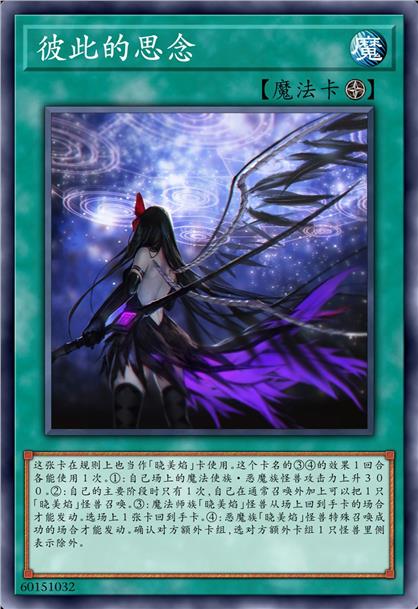 彼此的思念
魔
【魔法卡】
这张卡在规则上也当作「晓美焰」卡使用。这个卡名的③④的效果1回合
各能使用1次。①:自己场上的魔法使族・恶魔族怪兽攻击力上升30
0。②:自己的主要阶段时只有1次,自己在通常召唤外加上可以把1只
「晓美焰」怪兽召唤。③:魔法师族「晓美焰」怪兽从场上回到手卡的场合
才能发动。选场上1张卡回到手卡。④:恶魔族「晓美焰」怪兽特殊召唤成
功的场合才能发动。确认对方额外卡组,选对方额外卡组1只怪兽里侧
表示除外。
60151032